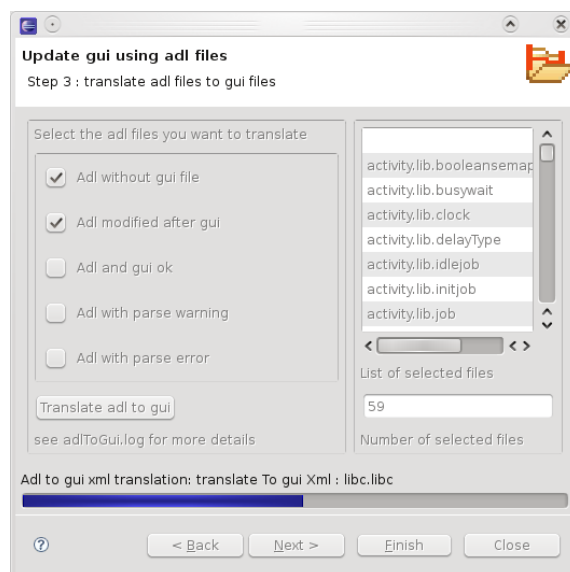 Update gui using adl files
Step 3 : translate adl files to gui files
Select the adl files you want to translate
Adl without gui file
Adl modified after gui
Adl and gui ok
Adl with parse warning
Adl with parse error
Translate adl to gui
see adlToGui.log for more details
activity.lib.booleansemap
activity.lib.busywait
activity.lib.clock
activity.lib.delayType
activity.lib.idlejob
activity.lib.initjob
activity.lib.job
List of selected files
59
Number of selected files
Adl to gui xml translation: translate To gui Xml : libc.libc
< Back
Next >
Finish
Close